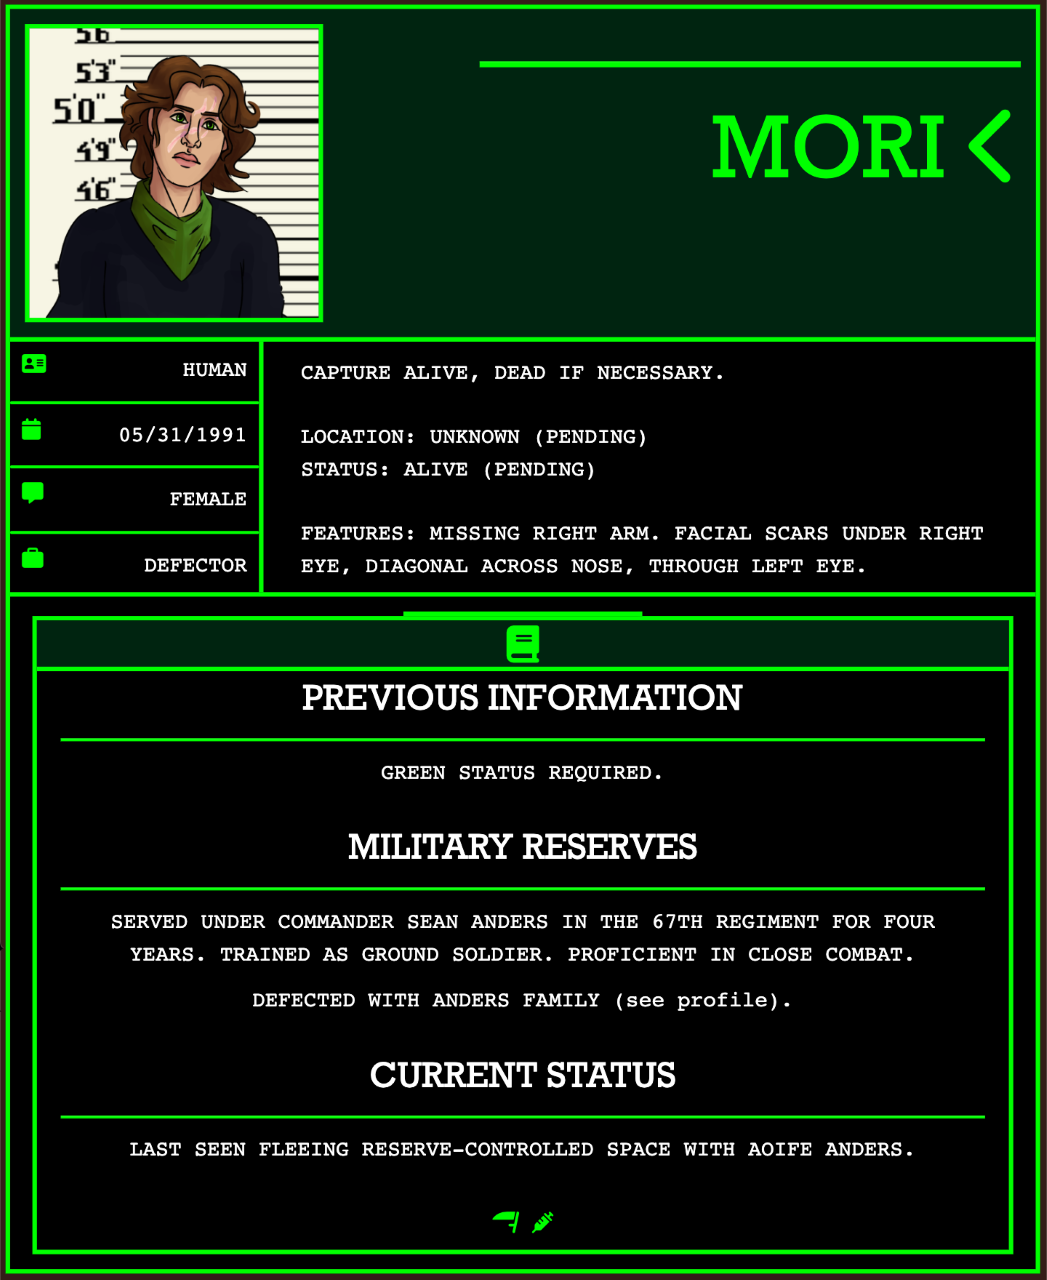 5'6
5'3"
5'0"
4'9"
4'6"
MORI <
HUMAN
05/31/1991
FEMALE
DEFECTOR
CAPTURE ALIVE, DEAD IF NECESSARY.
LOCATION: UNKNOWN (PENDING)
STATUS: ALIVE (PENDING)
FEATURES: MISSING RIGHT ARM. FACIAL SCARS UNDER RIGHT
EYE, DIAGONAL ACROSS NOSE, THROUGH LEFT EYE.
PREVIOUS INFORMATION
GREEN STATUS REQUIRED.
MILITARY RESERVES
SERVED UNDER COMMANDER SEAN ANDERS IN THE 67TH REGIMENT FOR FOUR
YEARS. TRAINED AS GROUND SOLDIER. PROFICIENT IN CLOSE COMBAT.
DEFECTED WITH ANDERS FAMILY (see profile).
CURRENT STATUS
LAST SEEN FLEEING RESERVE-CONTROLLED SPACE WITH AOIFE ANDERS.